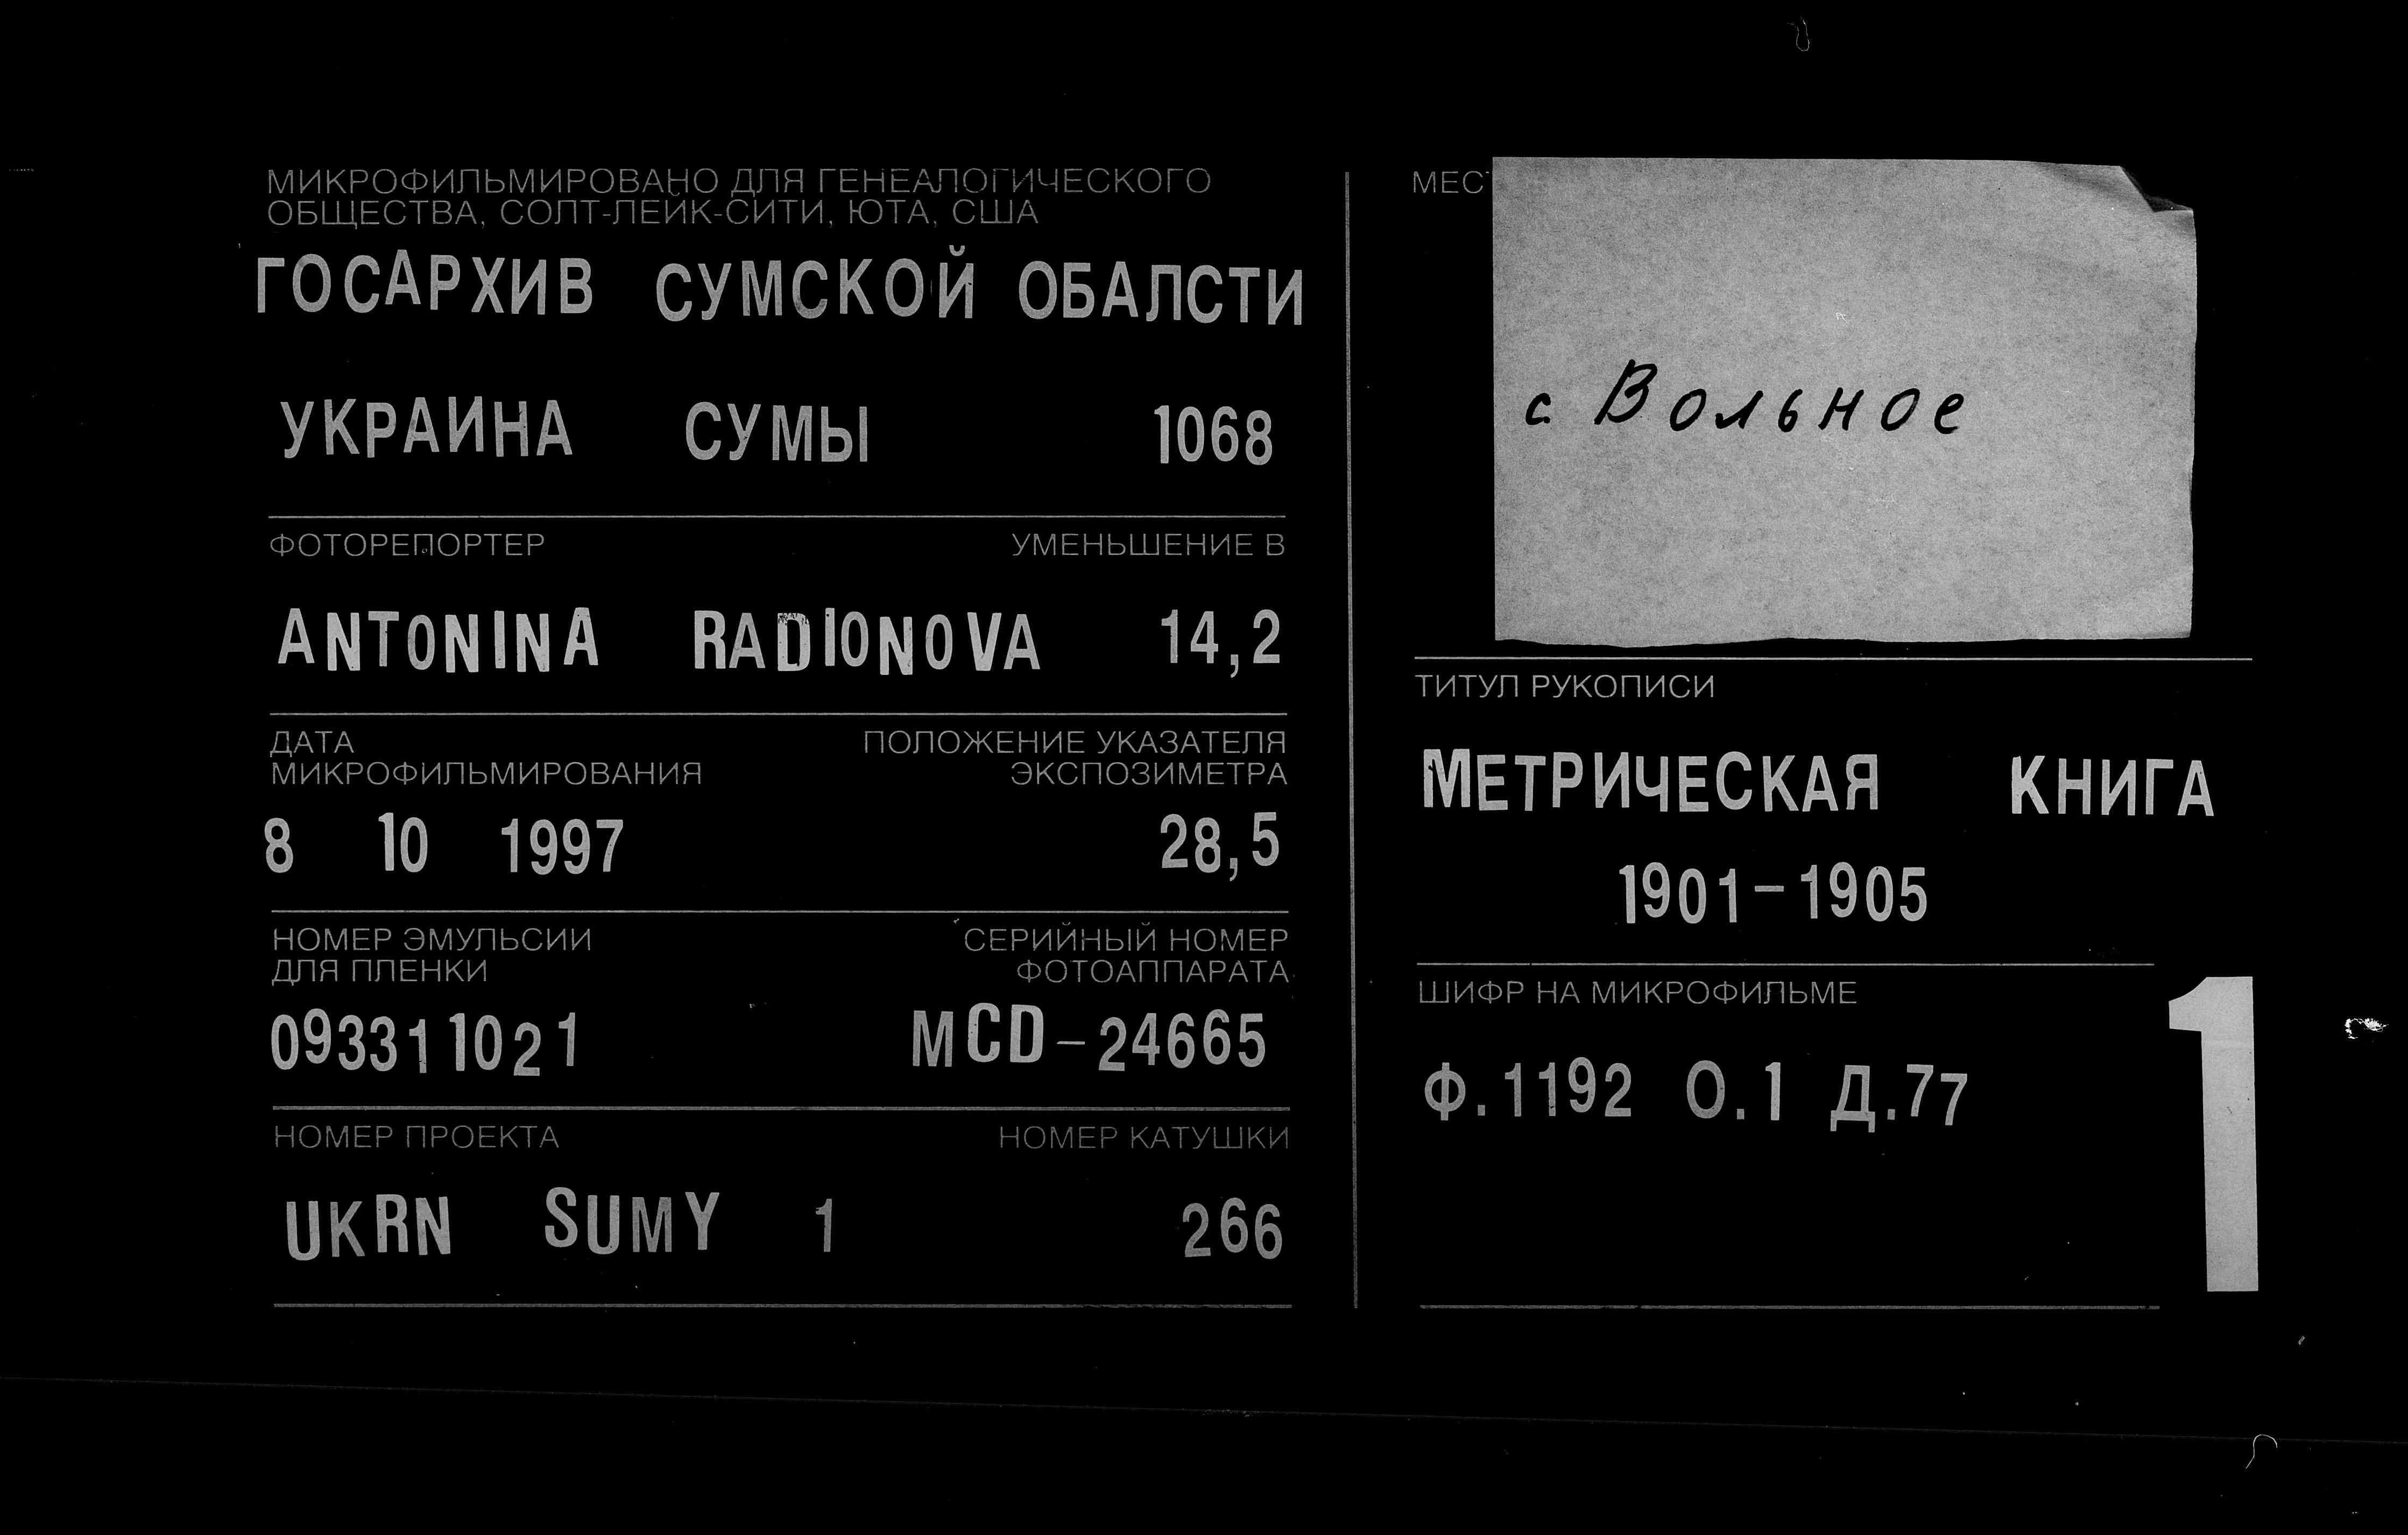 МИКРОФИЛЬМИРОВАНО ДЛЯ ГЕНЕАЛОГИЧЕСКОГО
ОБЩЕСТВА, СОЛТ-ЛЕЙК-СИТИ, ЮТА, США
ГОСАРХИВ СУМСКОЙ ОБАЛСТИ
УКРАИНА СУМЫ 1068
ФОТОРЕПОРТЕР УМЕНЬШЕНИЕ В
ANTONINA RADIONOVA 14,2
ДАТА
МИКРОФИЛЬМИРОВАНИЯ
ПОЛОЖЕНИЕ УКАЗАТЕЛЯ
ЭКСПОЗИМЕТРА
8 10 1997 28,5
НОМЕР ЭМУЛЬСИИ
ДЛЯ ПЛЕНКИ
СЕРИЙНЫЙ НОМЕР
ФОТОАППАРАТА
093311021 MCD-24665
НОМЕР ПРОЕКТА НОМЕР КАТУШКИ
UKRN SUMY 1 266
МЕС
с. Вольное
ТИТУЛ РУКОПИСИ
МЕТРИЧЕСКАЯ КНИГА
1901-1905
ШИФР НА МИКРОФИЛЬМЕ
Ф.1192 О.1 Д.77
1